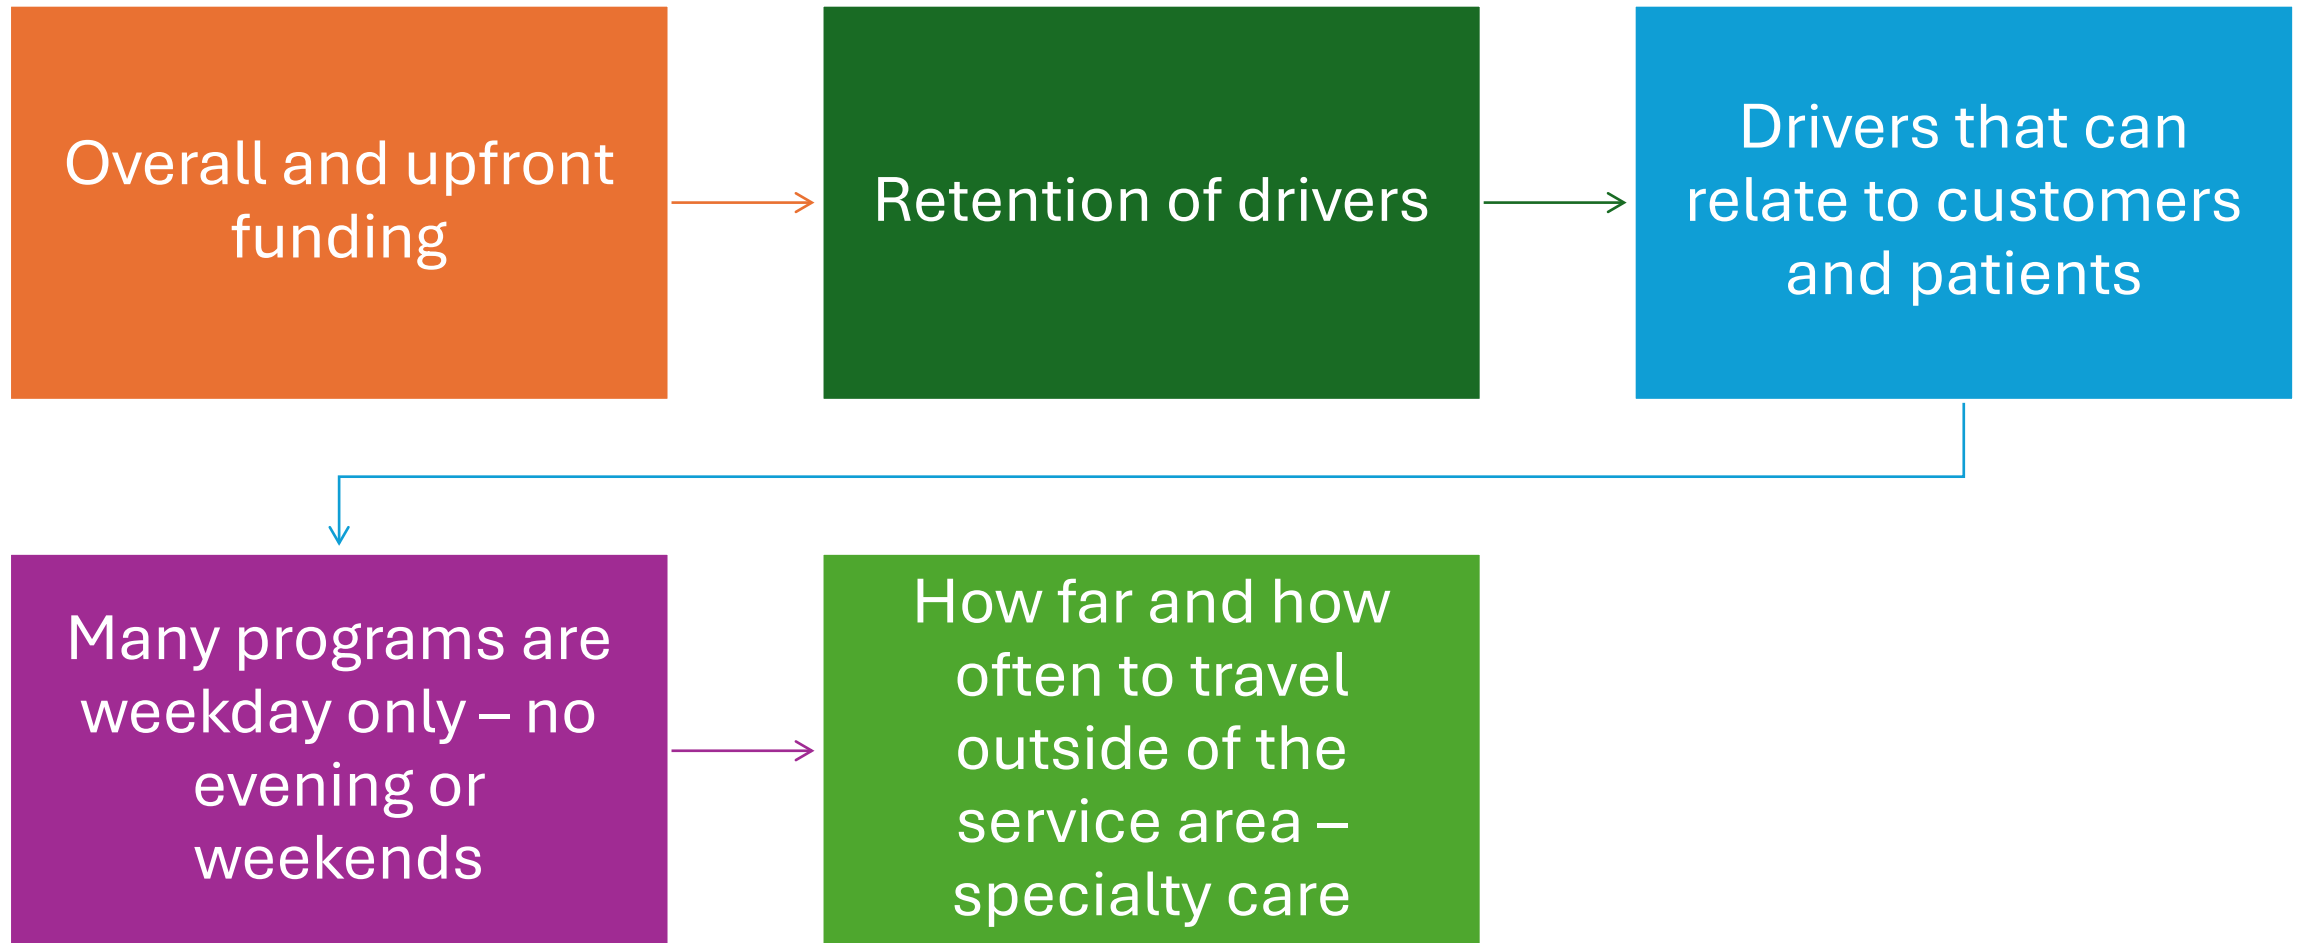 Overall and upfront
funding
Retention of drivers
Drivers that can
relate to customers
and patients
Many programs are
weekday only – no
evening or
weekends
How far and how
often to travel
outside of the
service area –
specialty care